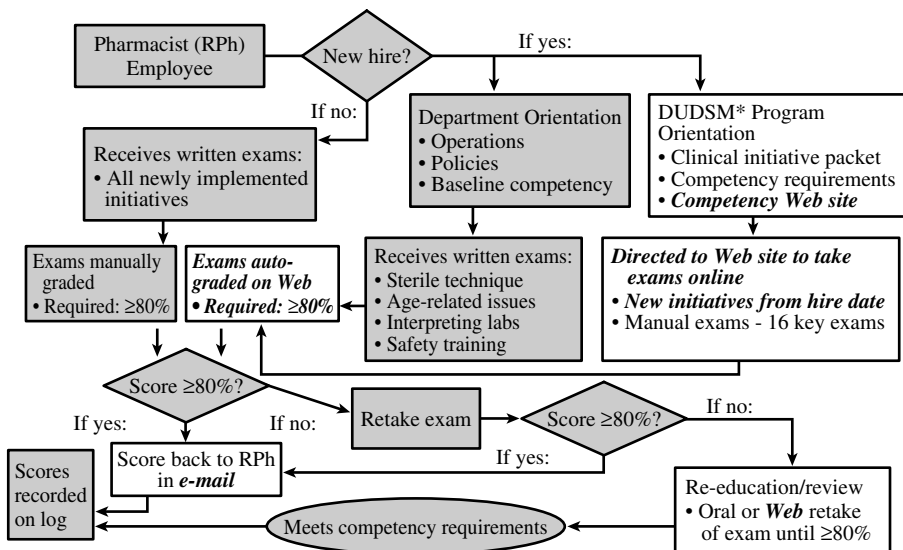 Pharmacist (RPh)
Employee
New hire?
If yes:
If no:
Receives written exams:
• All newly implemented
initiatives
Department Orientation
• Operations
• Policies
• Baseline competency
DUDSM* Program
Orientation
• Clinical initiative packet
• Competency requirements
• Competency Web site
Exams manually
graded
• Required: ≥80%
Exams auto-
graded on Web
• Required: ≥80%
Receives written exams:
• Sterile technique
• Age-related issues
• Interpreting labs
• Safety training
Directed to Web site to take
exams online
• New initiatives from hire date
• Manual exams - 16 key exams
Score ≥80%?
If yes:
If no:
Retake exam
Score ≥80%?
If no:
If yes:
Score back to RPh
in e-mail
Scores
recorded
on log
Meets competency requirements
Re-education/review
• Oral or Web retake
of exam until ≥80%